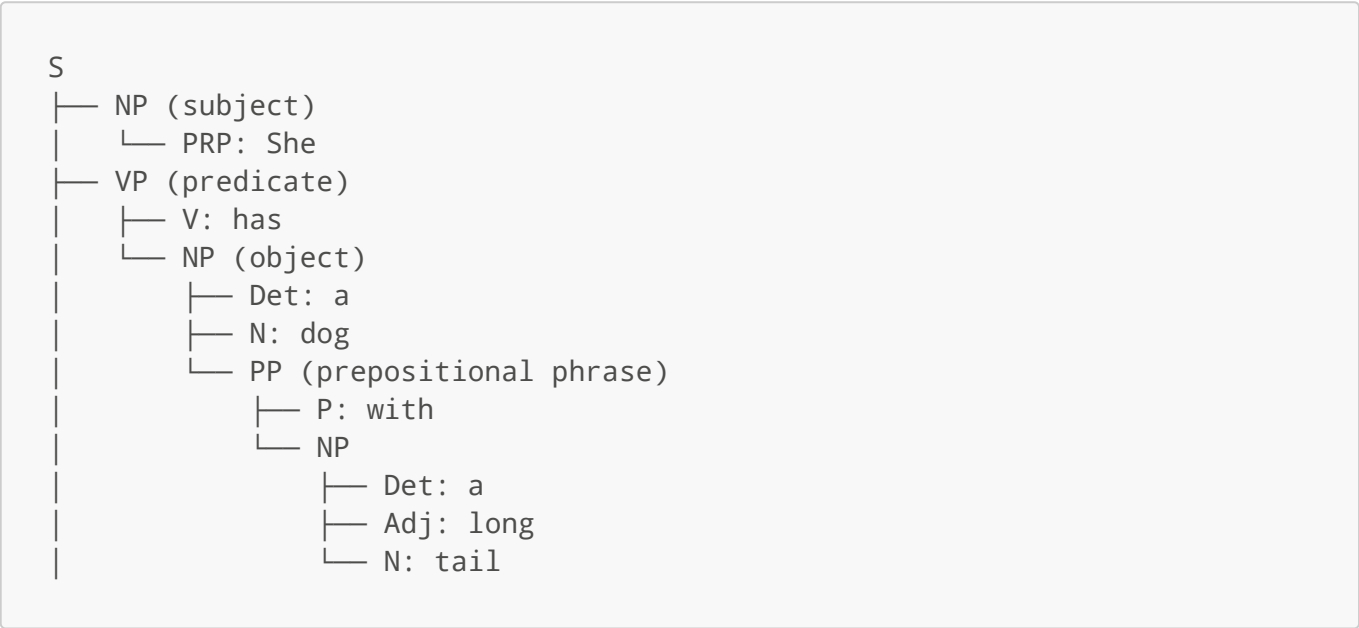 S
├── NP (subject)
│   └── PRP: She
├── VP (predicate)
│   ├── V: has
│   └── NP (object)
│       ├── Det: a
│       ├── N: dog
│       └── PP (prepositional phrase)
│           ├── P: with
│           └── NP
│               ├── Det: a
│               ├── Adj: long
│               └── N: tail